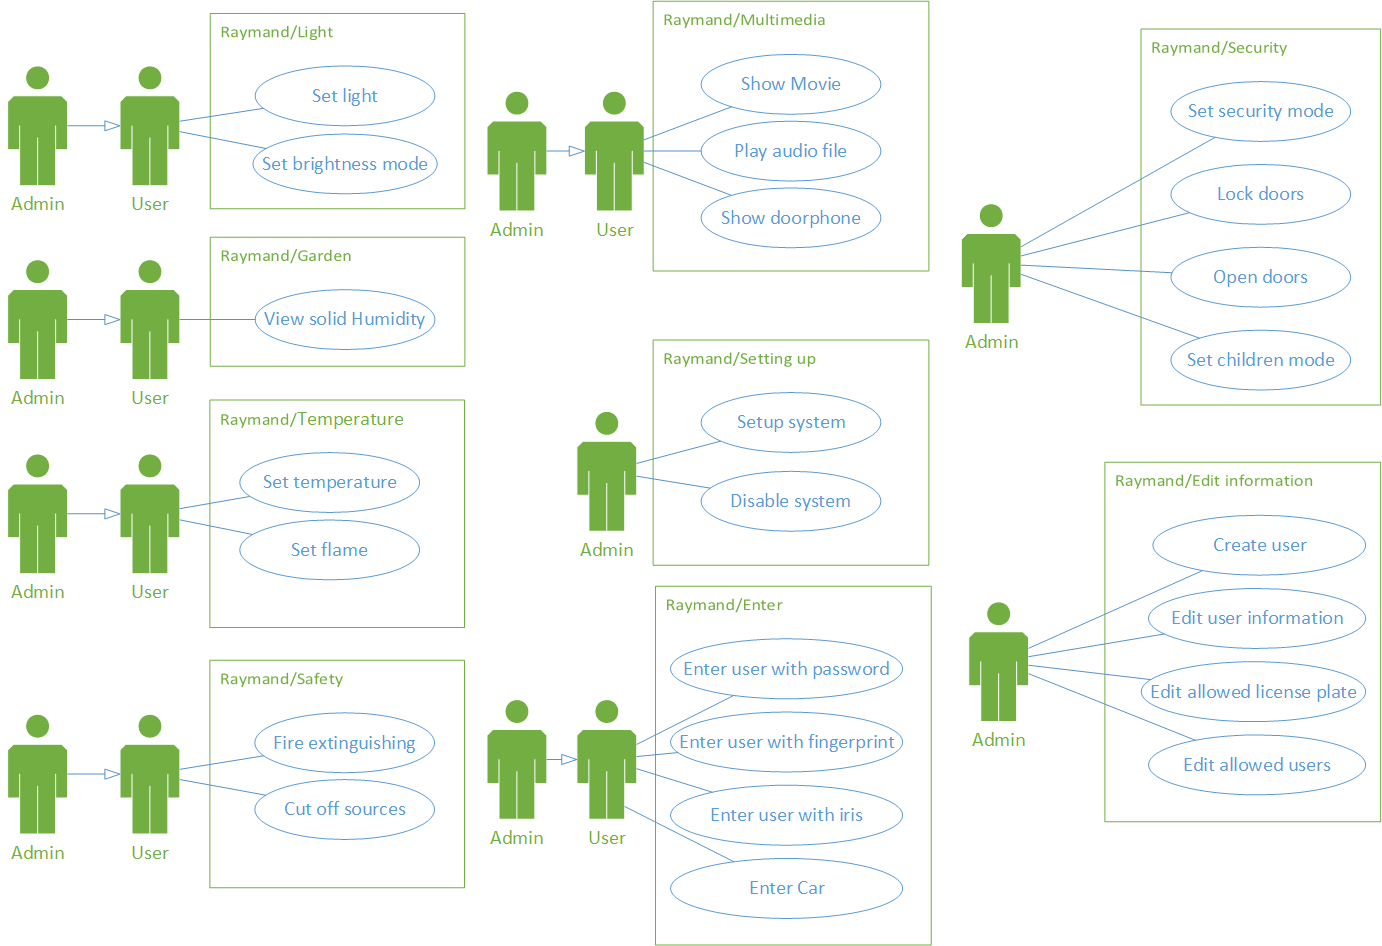 Raymand/Light
Set light
Set brightness mode
Admin
User
Raymand/Garden
View solid Humidity
Admin
User
Raymand/Temperature
Set temperature
Set flame
Admin
User
Raymand/Safety
Fire extinguishing
Cut off sources
Admin
User
Raymand/Multimedia
Show Movie
Play audio file
Show doorphone
Admin
User
Raymand/Setting up
Setup system
Disable system
Admin
Raymand/Enter
Enter user with password
Enter user with fingerprint
Enter user with iris
Enter Car
Admin
User
Raymand/Security
Set security mode
Lock doors
Open doors
Set children mode
Admin
Raymand/Edit information
Create user
Edit user information
Edit allowed license plate
Edit allowed users
Admin